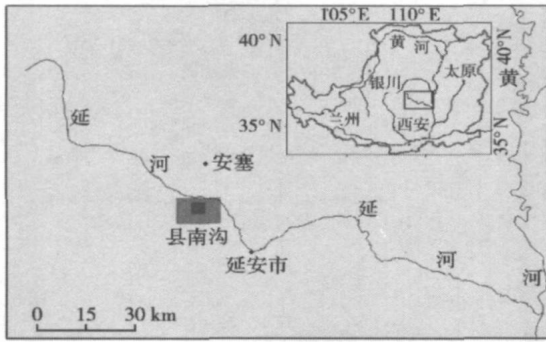 105°E 110°E
40°N
40°N
黄河
银川
太原
黄
35°N
兰州
西安
35°N
延
河
安塞
县南沟
延
延安市
河
河
0 15 30 km